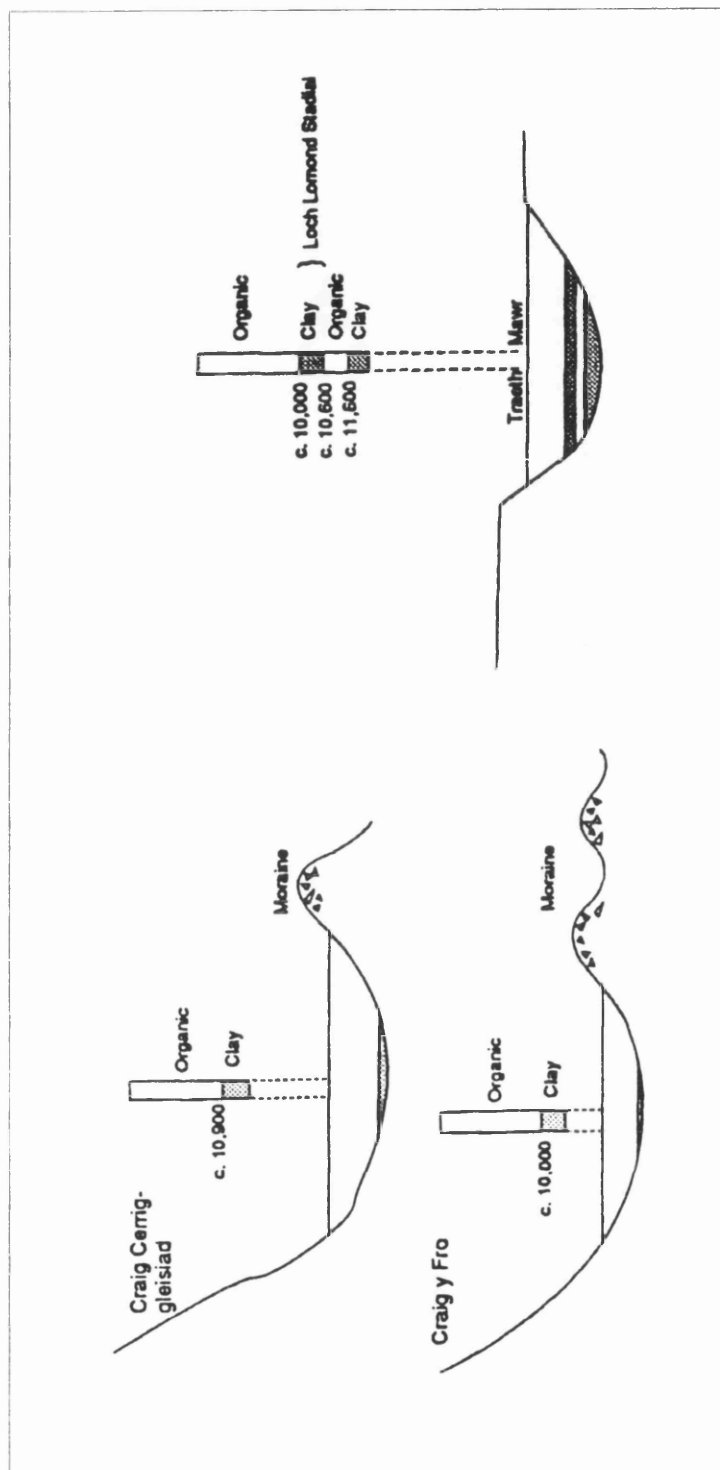 Craig Cerrig-
gleisiad
Organic
c. 10,900
Clay
Moraine
Craig y Fro
Organic
c. 10,000
Clay
Moraine
Organic
c. 10,000
Clay
} Loch Lomond Stadial
c. 10,600
Organic
c. 11,600
Clay
Traeth Mawr